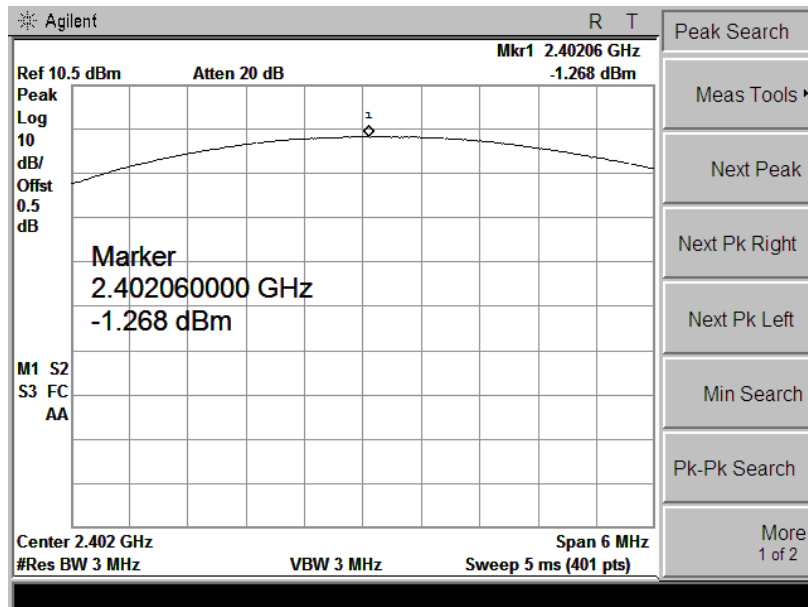 Agilent R T
Mkr1 2.40206 GHz
Ref 10.5 dBm Atten 20 dB -1.268 dBm
Peak
Log
10
dB/
Offst
0.5
dB
1
Marker
2.402060000 GHz
-1.268 dBm
M1 S2
S3 FC
AA
Center 2.402 GHz Span 6 MHz
#Res BW 3 MHz VBW 3 MHz Sweep 5 ms (401 pts)
Peak Search
Meas Tools
Next Peak
Next Pk Right
Next Pk Left
Min Search
Pk-Pk Search
More
1 of 2